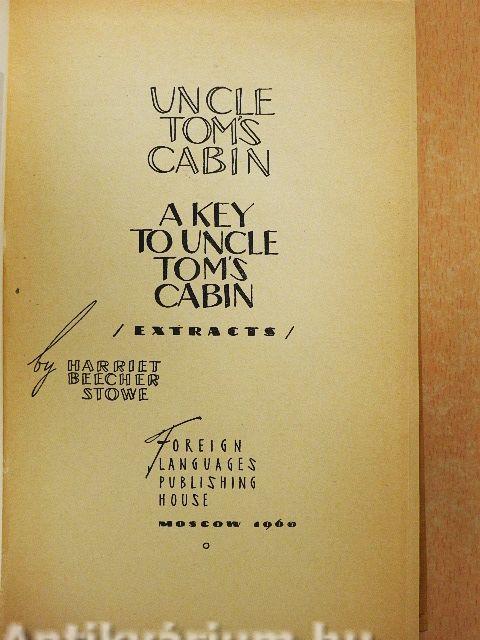 UNCLE
TOM'S
CABIN
A KEY
TO UNCLE
TOM'S
CABIN
/ EXTRACTS /
by HARRIET
BEECHER
STOWE
FOREIGN
LANGUAGES
PUBLISHING
HOUSE
MOSCOW 1960
Antikvárium.hu